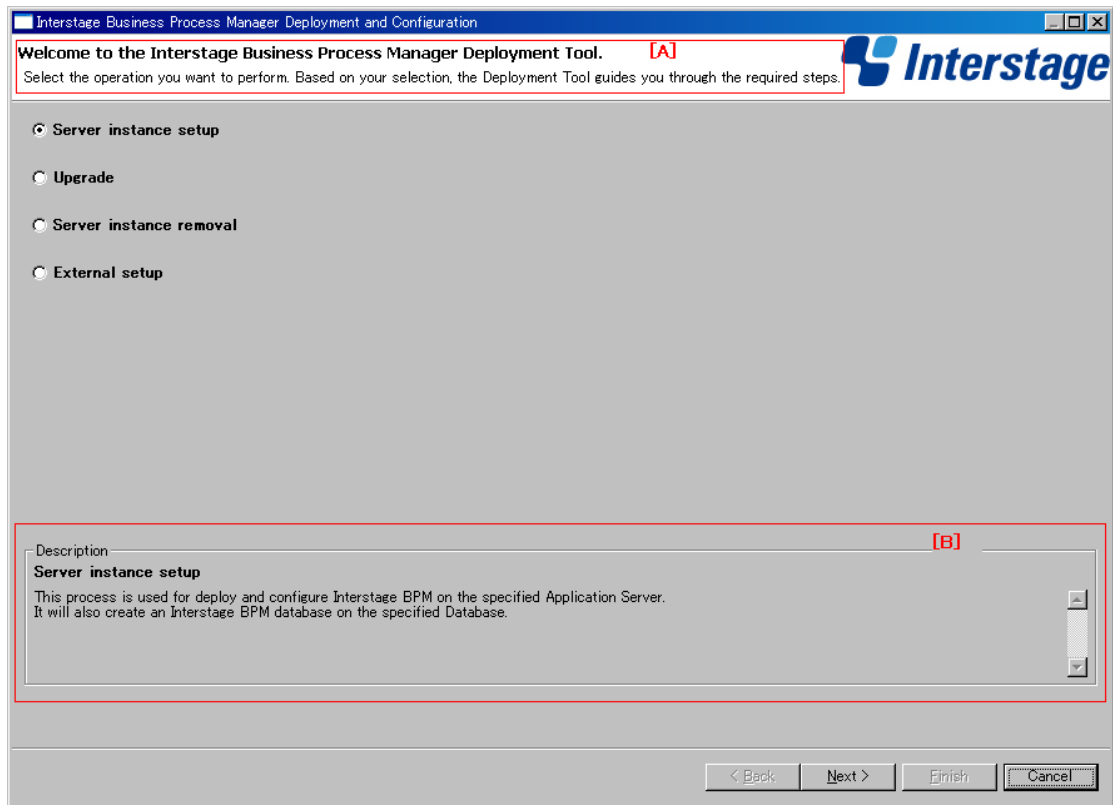 Interstage Business Process Manager Deployment and Configuration
Welcome to the Interstage Business Process Manager Deployment Tool. [A]
Select the operation you want to perform. Based on your selection, the Deployment Tool guides you through the required steps.
Interstage
Server instance setup
Upgrade
Server instance removal
External setup
[B]
Description
Server instance setup
This process is used for deploy and configure Interstage BPM on the specified Application Server.
It will also create an Interstage BPM database on the specified Database.
< Back Next > Finish Cancel